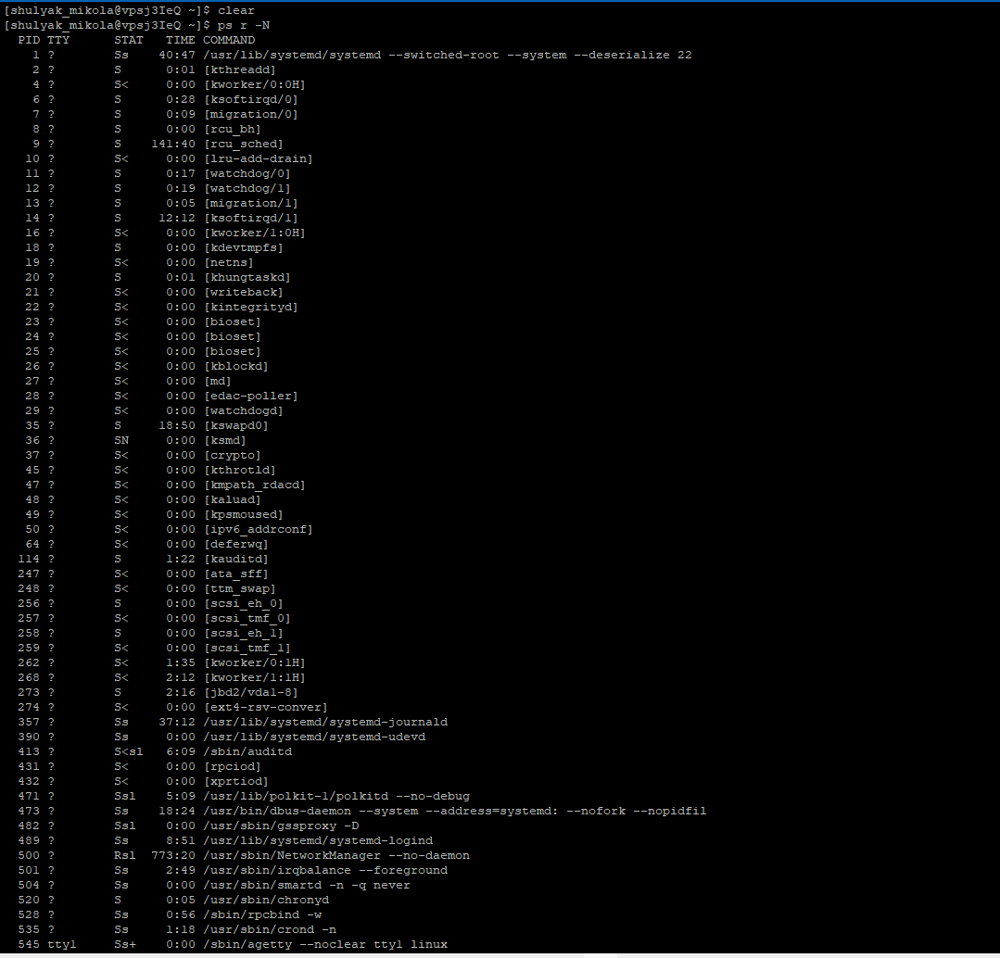 [shulyak_mikola@vpsj3IeQ ~]$ clear
[shulyak_mikola@vpsj3IeQ ~]$ ps r -N
  PID TTY      STAT   TIME COMMAND
    1 ?        Ss    40:47 /usr/lib/systemd/systemd --switched-root --system --deserialize 22
    2 ?        S      0:01 [kthreadd]
    4 ?        S<     0:00 [kworker/0:0H]
    6 ?        S      0:28 [ksoftirqd/0]
    7 ?        S      0:09 [migration/0]
    8 ?        S      0:00 [rcu_bh]
    9 ?        S    141:40 [rcu_sched]
   10 ?        S<     0:00 [lru-add-drain]
   11 ?        S      0:17 [watchdog/0]
   12 ?        S      0:19 [watchdog/1]
   13 ?        S      0:05 [migration/1]
   14 ?        S     12:12 [ksoftirqd/1]
   16 ?        S<     0:00 [kworker/1:0H]
   18 ?        S      0:00 [kdevtmpfs]
   19 ?        S<     0:00 [netns]
   20 ?        S      0:01 [khungtaskd]
   21 ?        S<     0:00 [writeback]
   22 ?        S<     0:00 [kintegrityd]
   23 ?        S<     0:00 [bioset]
   24 ?        S<     0:00 [bioset]
   25 ?        S<     0:00 [bioset]
   26 ?        S<     0:00 [kblockd]
   27 ?        S<     0:00 [md]
   28 ?        S<     0:00 [edac-poller]
   29 ?        S<     0:00 [watchdogd]
   35 ?        S     18:50 [kswapd0]
   36 ?        SN     0:00 [ksmd]
   37 ?        S<     0:00 [crypto]
   45 ?        S<     0:00 [kthrotld]
   47 ?        S<     0:00 [kmpath_rdacd]
   48 ?        S<     0:00 [kaluad]
   49 ?        S<     0:00 [kpsmoused]
   50 ?        S<     0:00 [ipv6_addrconf]
   64 ?        S<     0:00 [deferwq]
  114 ?        S      1:22 [kauditd]
  247 ?        S<     0:00 [ata_sff]
  248 ?        S<     0:00 [ttm_swap]
  256 ?        S      0:00 [scsi_eh_0]
  257 ?        S<     0:00 [scsi_tmf_0]
  258 ?        S      0:00 [scsi_eh_1]
  259 ?        S<     0:00 [scsi_tmf_1]
  262 ?        S<     1:35 [kworker/0:1H]
  268 ?        S<     2:12 [kworker/1:1H]
  273 ?        S      2:16 [jbd2/vda1-8]
  274 ?        S<     0:00 [ext4-rsv-conver]
  357 ?        Ss    37:12 /usr/lib/systemd/systemd-journald
  390 ?        Ss     0:00 /usr/lib/systemd/systemd-udevd
  413 ?        S<sl   6:09 /sbin/auditd
  431 ?        S<     0:00 [rpciod]
  432 ?        S<     0:00 [xprtiod]
  471 ?        Ssl    5:09 /usr/lib/polkit-1/polkitd --no-debug
  473 ?        Ss    18:24 /usr/bin/dbus-daemon --system --address=systemd: --nofork --nopidfil
  482 ?        Ssl    0:00 /usr/sbin/gssproxy -D
  489 ?        Ss     8:51 /usr/lib/systemd/systemd-logind
  500 ?        Rsl  773:20 /usr/sbin/NetworkManager --no-daemon
  501 ?        Ss     2:49 /usr/sbin/irqbalance --foreground
  504 ?        Ss     0:00 /usr/sbin/smartd -n -q never
  520 ?        S      0:05 /usr/sbin/chronyd
  528 ?        Ss     0:56 /sbin/rpcbind -w
  535 ?        Ss     1:18 /usr/sbin/crond -n
  545 tty1     Ss+    0:00 /sbin/agetty --noclear tty1 linux